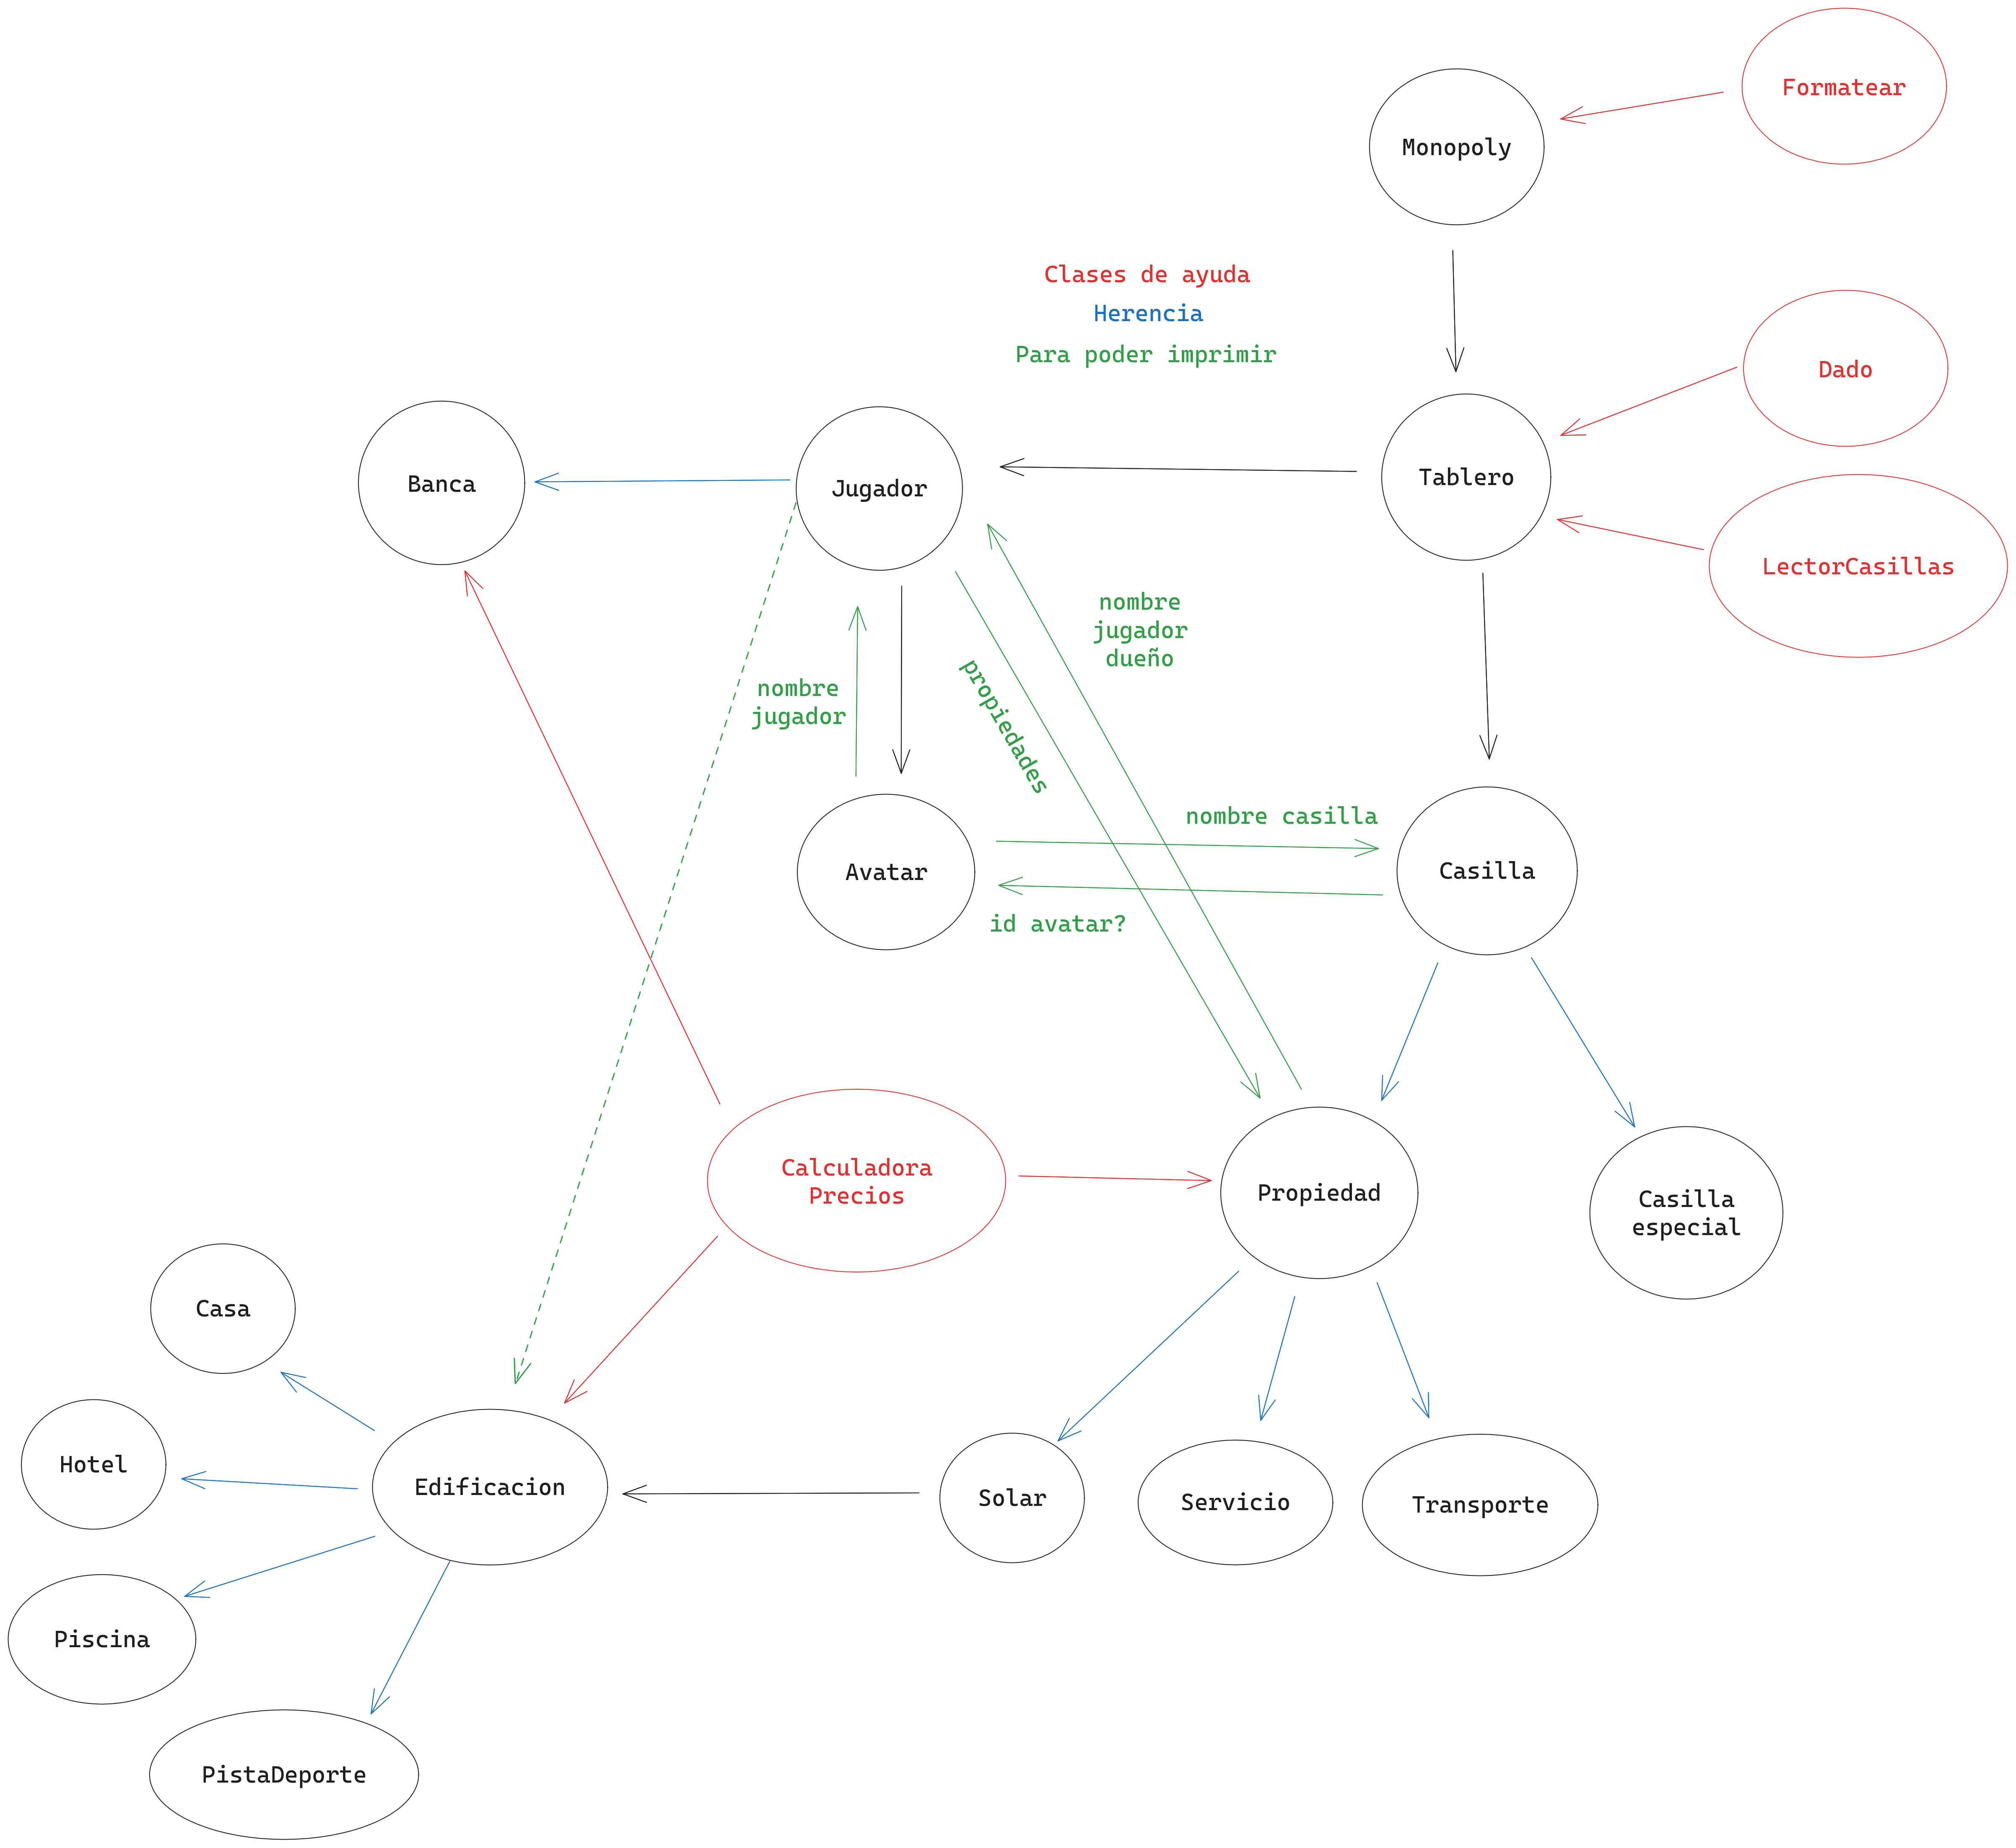 Formatear
Monopoly
Clases de ayuda
Herencia
Para poder imprimir
Dado
Banca
Jugador
Tablero
LectorCasillas
nombre
jugador
dueño
propiedades
nombre
jugador
nombre casilla
Avatar
Casilla
id avatar?
Calculadora
Precios
Propiedad
Casilla
especial
Casa
Hotel
Edificacion
Solar
Servicio
Transporte
Piscina
PistaDeporte